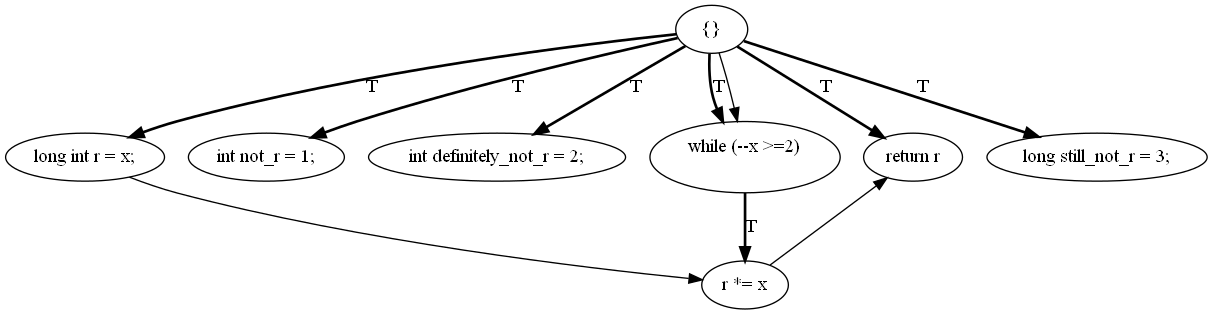 {}
T
T
T
T
T
T
long int r = x;
int not_r = 1;
int definitely_not_r = 2;
while (--x >=2)
return r
long still_not_r = 3;
T
r *= x